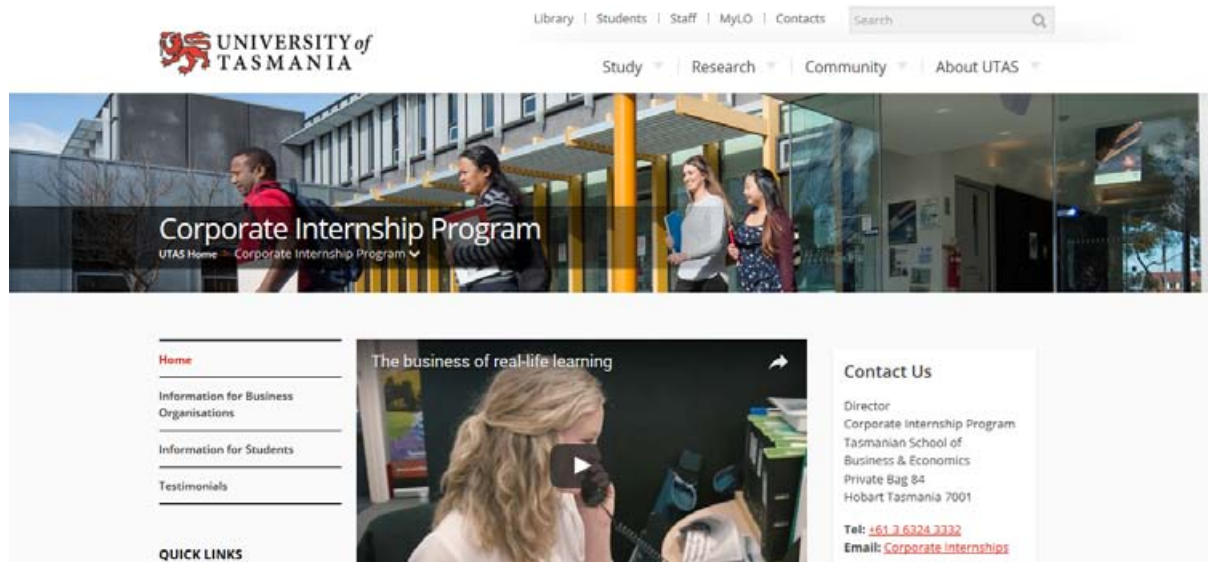 Library | Students | Staff | MyLO | Contacts
Search
UNIVERSITY of
TASMANIA
Study
Research
Community
About UTAS
Corporate Internship Program
UTAS Home
Corporate Internship Program
Home
Information for Business
Organisations
Information for Students
Testimonials
QUICK LINKS
The business of real-life learning
Contact Us
Director
Corporate Internship Program
Tasmanian School of
Business & Economics
Private Bag 84
Hobart Tasmania 7001
Tel: +61 3 6324 3332
Email: Corporate Internships